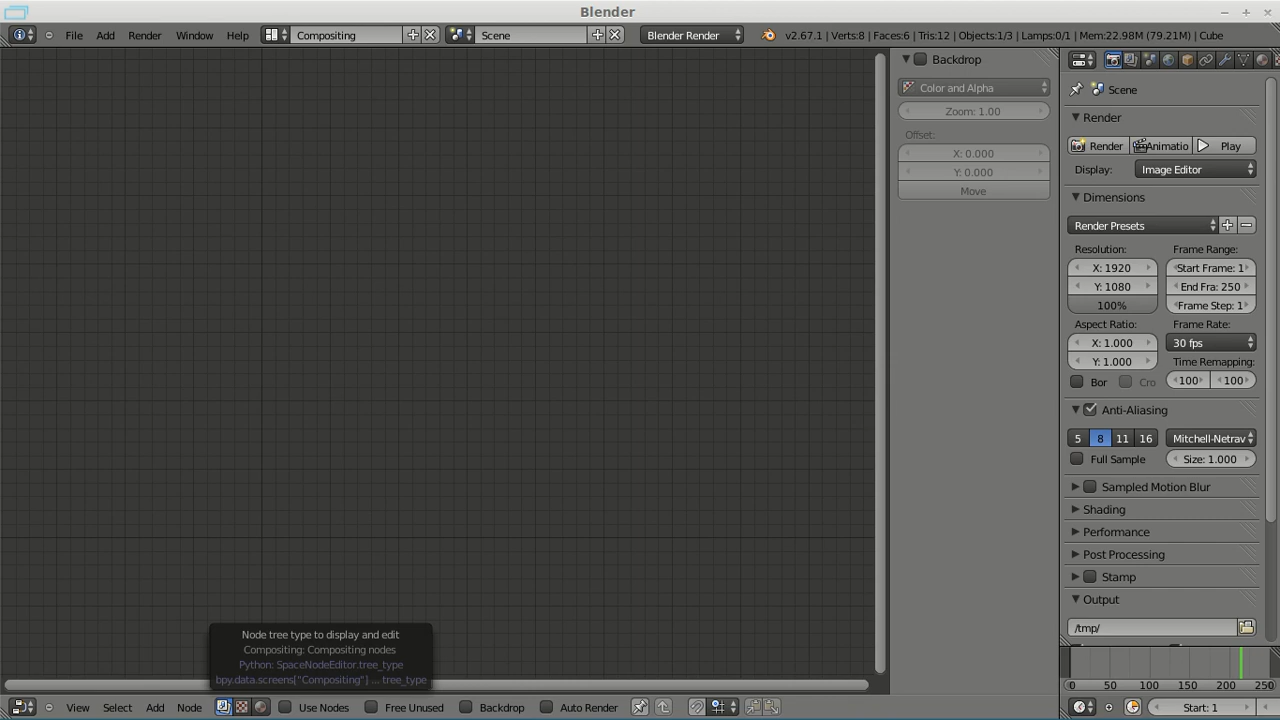 Blender
File Add Render Window Help Compositing Scene Blender Render v2.67.1 | Verts:8 | Faces:6 | Tris:12 | Objects:1/3 | Lamps:0/1 | Mem:22.98M (79.21M) | Cube
Backdrop
Color and Alpha
Zoom: 1.00
Offset:
X: 0.000
Y: 0.000
Move
Scene
Render
Render Animatio Play
Display: Image Editor
Dimensions
Render Presets
Resolution: Frame Range:
X: 1920 Start Frame: 1
Y: 1080 End Fra: 250
100% Frame Step: 1
Aspect Ratio: Frame Rate:
X: 1.000 30 fps
Y: 1.000 Time Remapping:
Bor Cro 100 100
Anti-Aliasing
5 8 11 16 Mitchell-Netrav
Full Sample Size: 1.000
Sampled Motion Blur
Shading
Performance
Post Processing
Stamp
Output
/tmp/
Node tree type to display and edit
Compositing: Compositing nodes
Python: SpaceNodeEditor.tree_type
bpy.data.screens["Compositing"] ... tree_type
0 50 100 150 200 250
View Select Add Node Use Nodes Free Unused Backdrop Auto Render
Start: 1